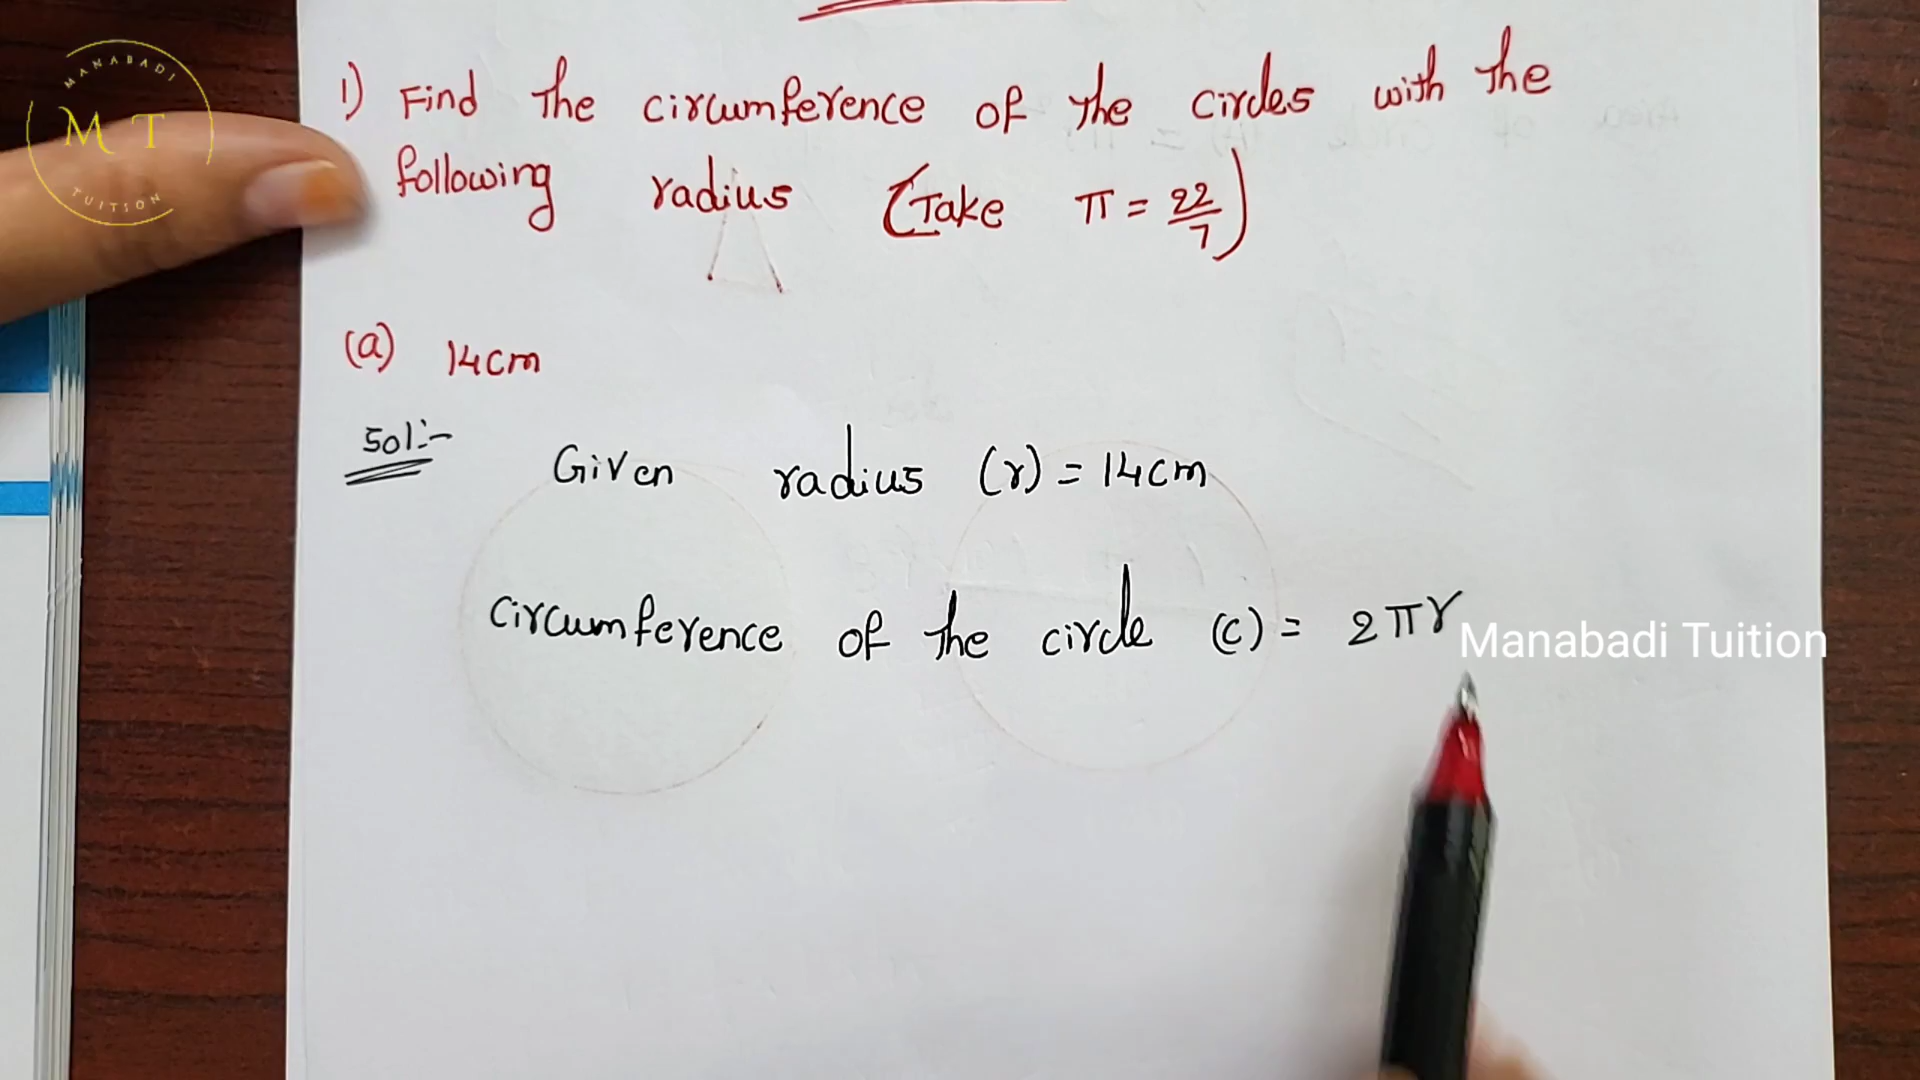 MANABADI
MT
TUITION
1) Find the circumference of the circles with the
following radius (Take π = 22/7)
(a) 14cm
Sol:-
Given radius (r) = 14cm
circumference of the circle (c) = 2πr
Manabadi Tuition